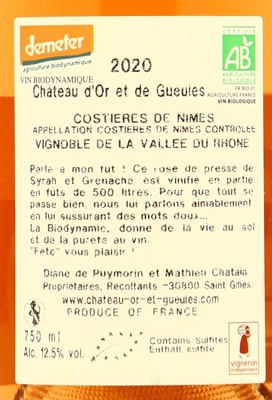 demeter
agriculture biodynamique
VIN BIODYNAMIQUE
2020
CERTIFIÉ
AB
AGRICULTURE
BIOLOGIQUE
FR-BIO-01
AGRICULTURE FRANCE
VIN BIOLOGIQUE
Château d'Or et de Gueules
COSTIERES DE NIMES
APPELLATION COSTIERES DE NIMES CONTROLÉE
VIGNOBLE DE LA VALLEE DU RHÔNE
Parle à mon fut ! Ce rosé de presse de
Syrah et Grenache est vinifié en partie
en futs de 500 litres. Pour que tout se
passe bien, nous lui parlons aimablement
en lui sussurant des mots doux...
La Biodynamie, donne de la vie au sol
et de la pureté au vin.
"Fête" vous plaisir !
Diane de Puymorin et Mathieu Chatain
Propriétaires, Récoltants -30800 Saint Gilles
www.chateau-or-et-gueules.com
PRODUCE OF FRANCE
750 ml
Alc. 12.5% vol.
Contains Sulfites
Enthält sulfite
vigneron
indépendant